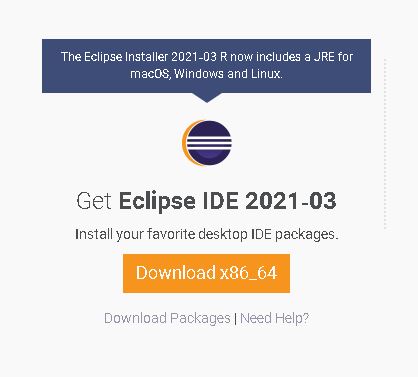 The Eclipse Installer 2021-03 R now includes a JRE for
macOS, Windows and Linux.
Get Eclipse IDE 2021-03
Install your favorite desktop IDE packages.
Download x86_64
Download Packages | Need Help?